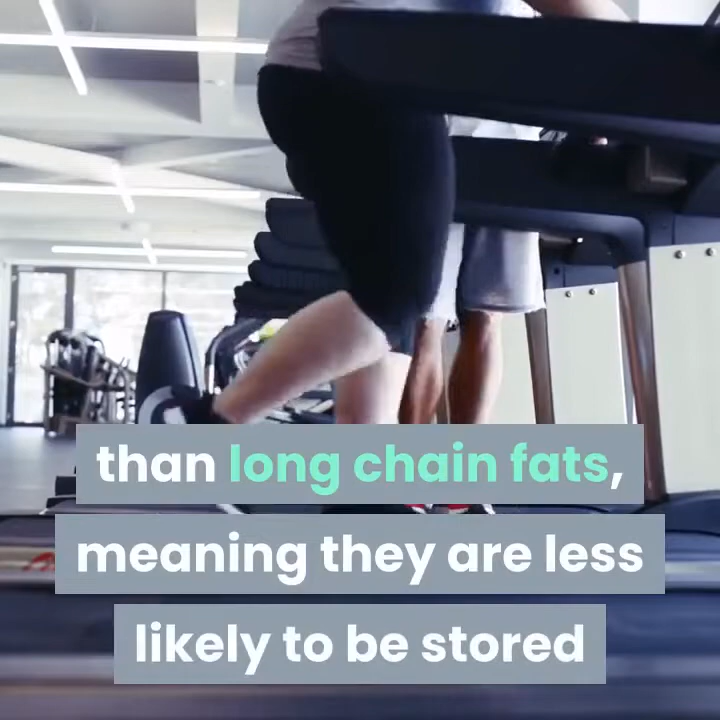 than long chain fats,
meaning they are less
likely to be stored